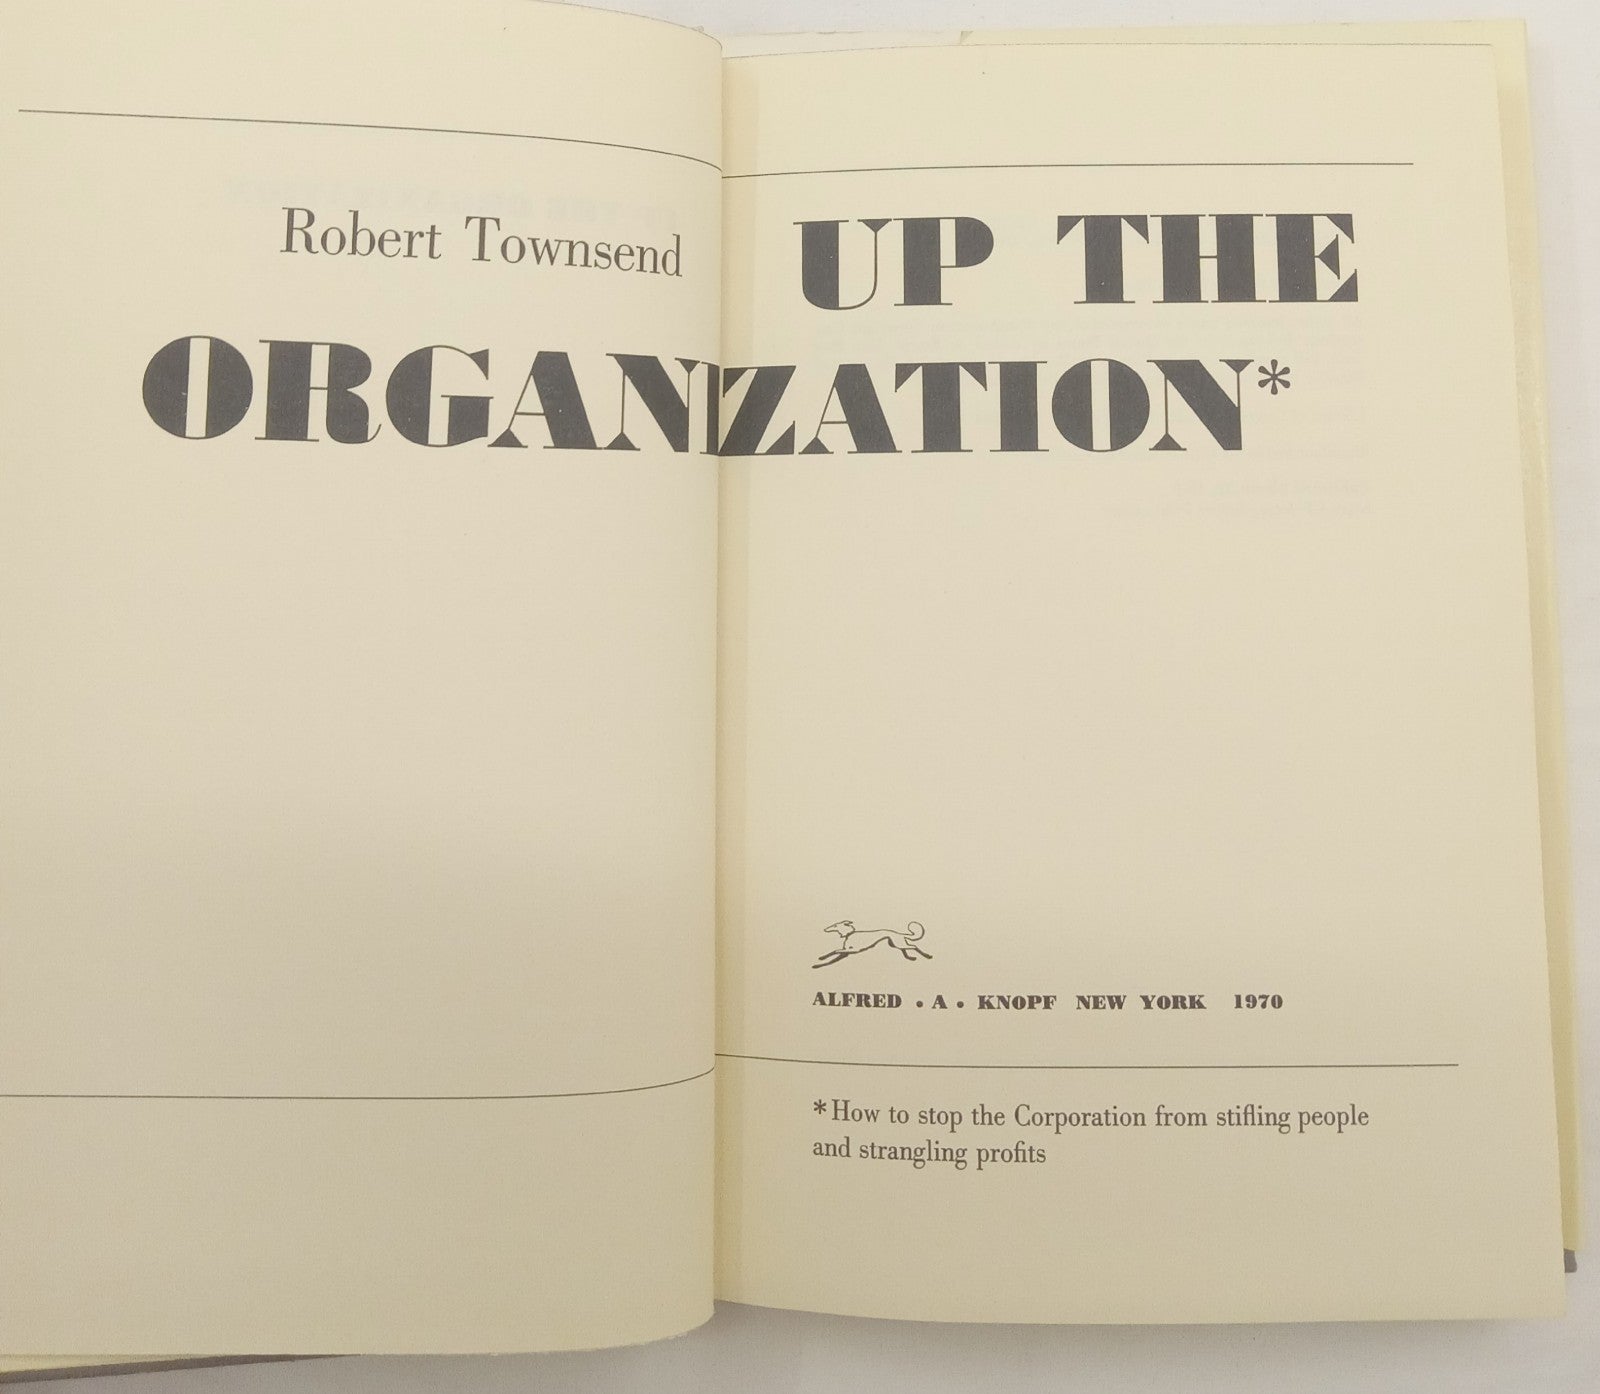 Robert Townsend UP THE
ORGANIZATION*
ALFRED • A • KNOPF NEW YORK 1970
*How to stop the Corporation from stifling people
and strangling profits